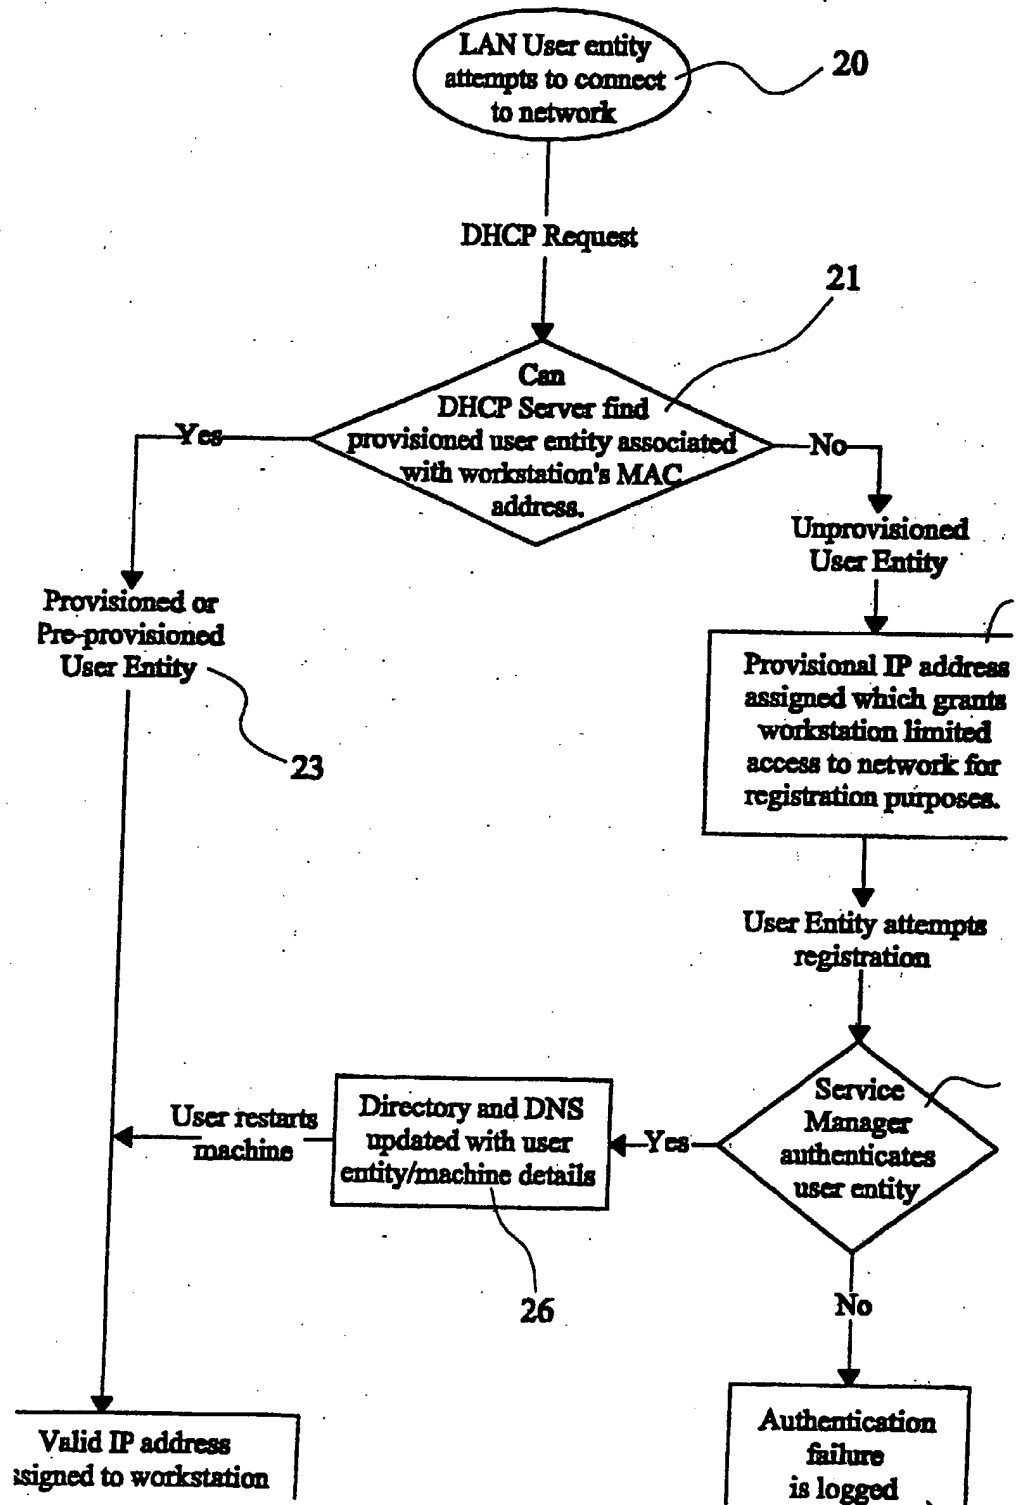 LAN User entity
attempts to connect
to network
20
DHCP Request
21
Can
DHCP Server find
provisioned user entity associated
with workstation's MAC
address.
Yes
No
Unprovisioned
User Entity
Provisioned or
Pre-provisioned
User Entity
23
Provisional IP address
assigned which grants
workstation limited
access to network for
registration purposes.
User Entity attempts
registration
Service
Manager
authenticates
user entity
Yes
Directory and DNS
updated with user
entity/machine details
User restarts
machine
26
No
Valid IP address
ssigned to workstation
Authentication
failure
is logged